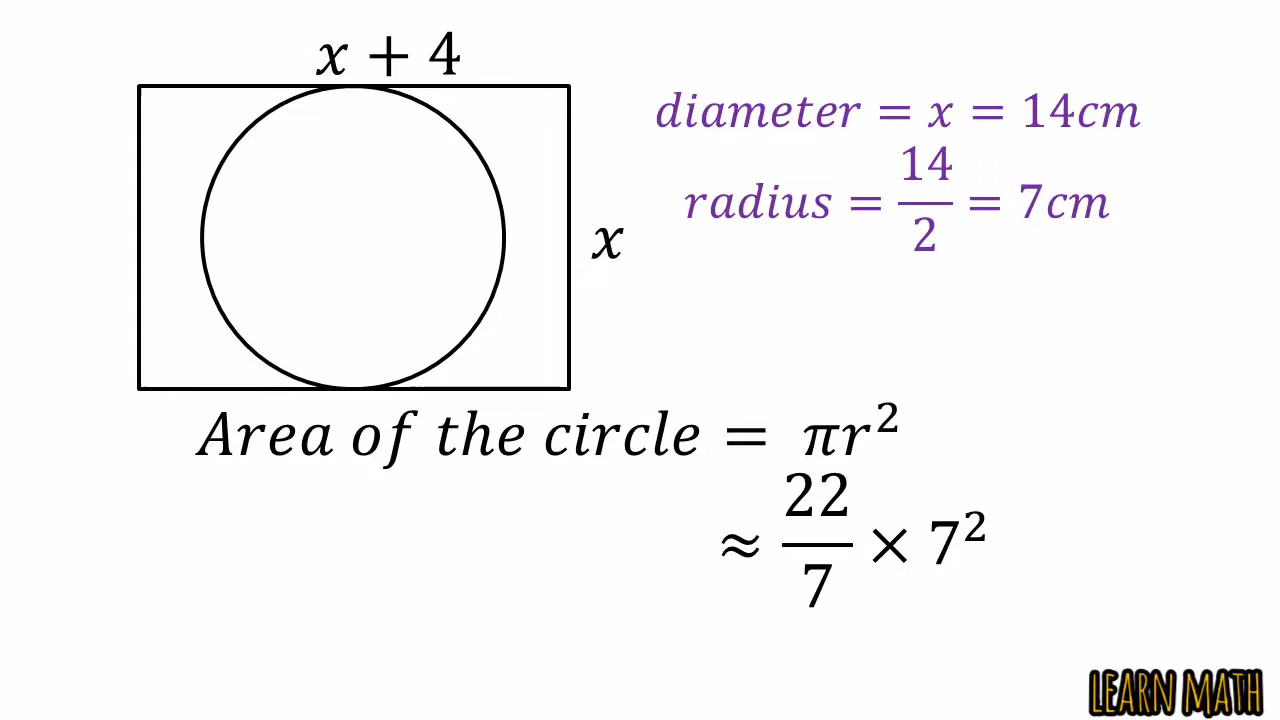 x + 4
diameter = x = 14cm
radius = 14/2 = 7cm
x
Area of the circle = πr²
≈ 22/7 × 7²
LEARN MATH